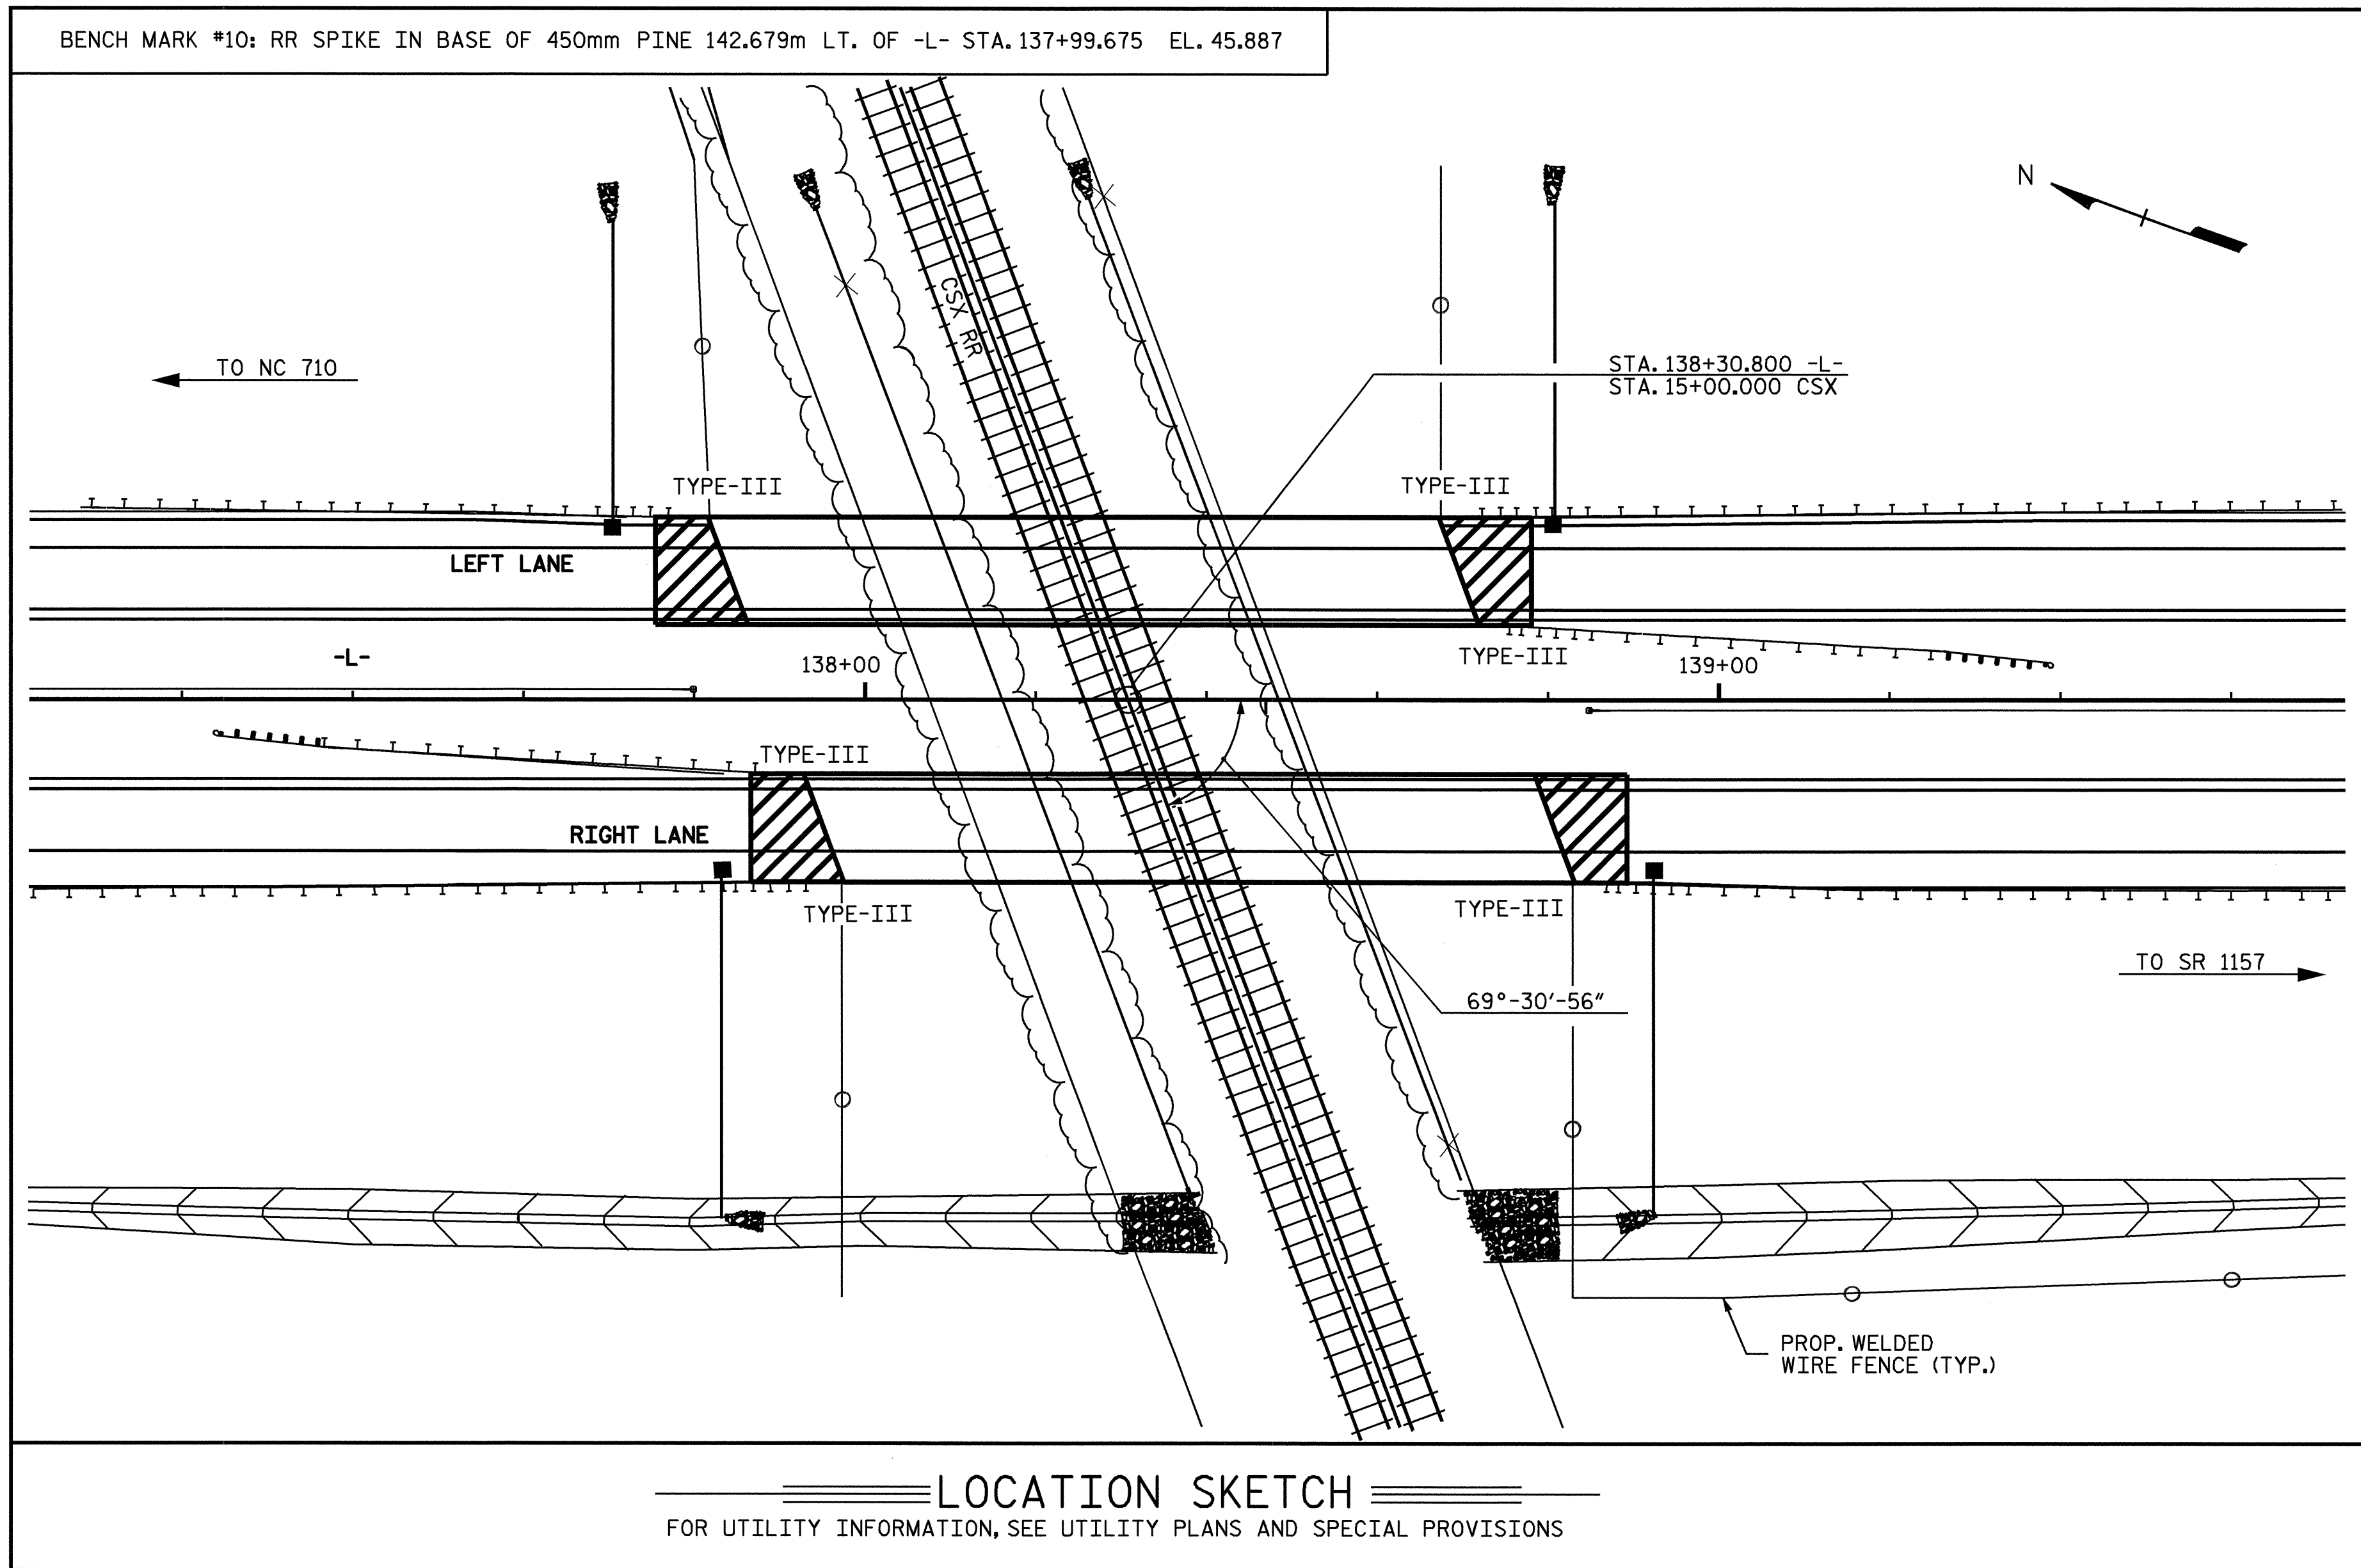 BENCH MARK #10: RR SPIKE IN BASE OF 450mm PINE 142.679m LT. OF -L- STA. 137+99.675 EL. 45.887
N
CSX RR
TO NC 710
STA. 138+30.800 -L-
STA. 15+00.000 CSX
TYPE-III
TYPE-III
LEFT LANE
-L-
138+00
TYPE-III
139+00
TYPE-III
RIGHT LANE
TYPE-III
TYPE-III
TO SR 1157
69°-30'-56"
PROP. WELDED
WIRE FENCE (TYP.)
LOCATION SKETCH
FOR UTILITY INFORMATION, SEE UTILITY PLANS AND SPECIAL PROVISIONS